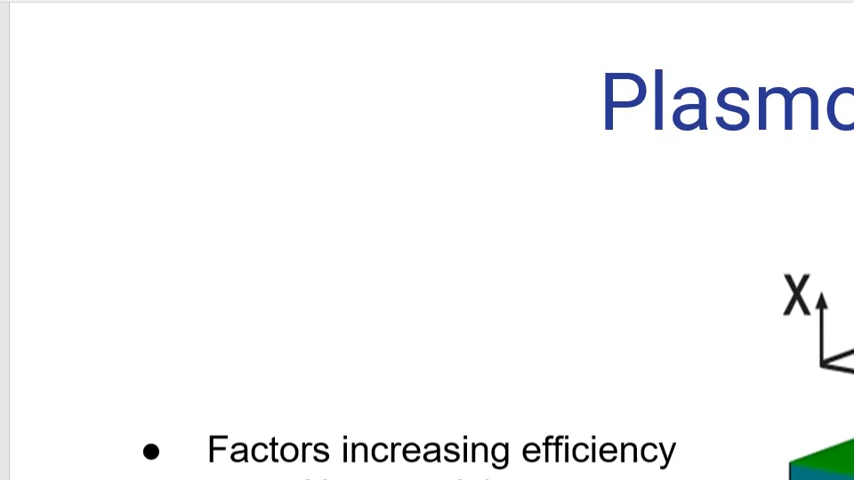 Plasmo
X
● Factors increasing efficiency